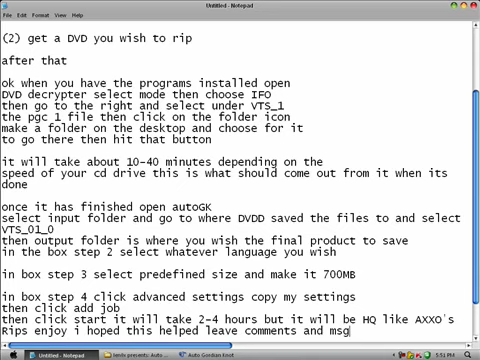 Untitled - Notepad
File Edit Format View Help
(2) get a DVD you wish to rip
after that
ok when you have the programs installed open
DVD decrypter select mode then choose IFO
then go to the right and select under VTS_1
the pgc 1 file then click on the folder icon
make a folder on the desktop and choose for it
to go there then hit that button
it will take about 10-40 minutes depending on the
speed of your cd drive this is what should come out from it when its
done
once it has finished open autoGK
select input folder and go to where DVDD saved the files to and select
VTS_01_0
then output folder is where you wish the final product to save
in the box step 2 select whatever language you wish
in box step 3 select predefined size and make it 700MB
in box step 4 click advanced settings copy my settings
then click add job
then click start it will take 2-4 hours but it will be HQ like AXXO's
Rips enjoy i hoped this helped leave comments and msg
Untitled - Notepad
presents: Auto ...
Auto Gordian Knot
5:51 PM